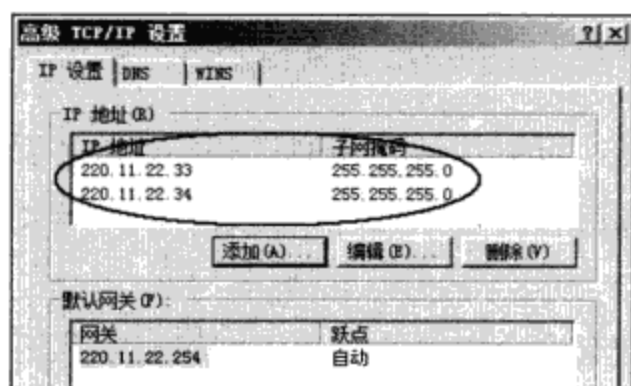 高级 TCP/IP 设置
?
×
IP 设置 DNS WINS
IP 地址(R)
IP 地址 子网掩码
220.11.22.33 255.255.255.0
220.11.22.34 255.255.255.0
添加(A)... 编辑(E)... 删除(V)
默认网关(F):
网关 跃点
220.11.22.254 自动